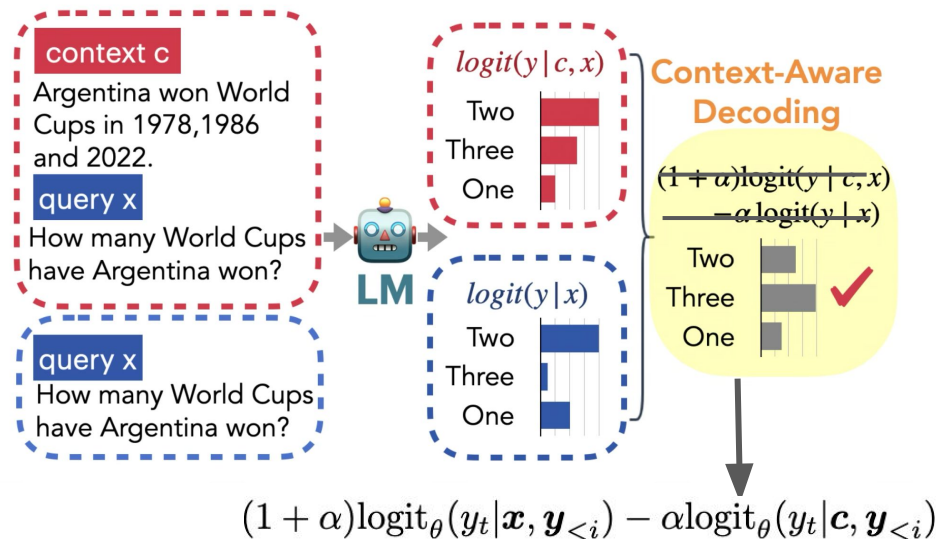 context c
Argentina won World
Cups in 1978,1986
and 2022.
query x
How many World Cups
have Argentina won?
query x
How many World Cups
have Argentina won?
LM
logit(y | c, x)
Two
Three
One
logit(y | x)
Two
Three
One
Context-Aware
Decoding
(1 + α)logit(y | c, x)
−α logit(y | x)
Two
Three
One
(1 + α)logit_θ(y_t|x, y_{<i}) − αlogit_θ(y_t|c, y_{<i})